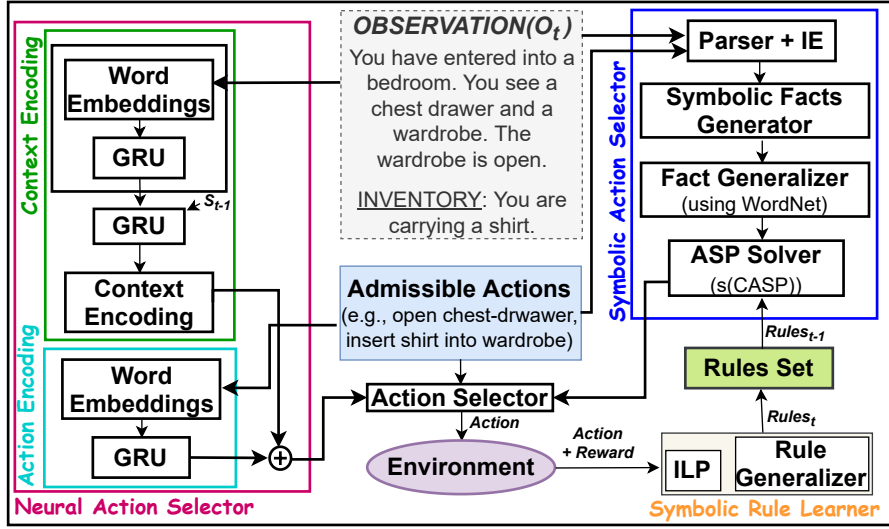 Context Encoding
Word
Embeddings
GRU
S_{t-1}
GRU
Context
Encoding
Action Encoding
Word
Embeddings
GRU
+
Neural Action Selector
OBSERVATION(O_t)
You have entered into a
bedroom. You see a
chest drawer and a
wardrobe. The
wardrobe is open.
INVENTORY: You are
carrying a shirt.
Admissible Actions
(e.g., open chest-drwawer,
insert shirt into wardrobe)
Action Selector
Action
Environment
Action
+ Reward
Symbolic Action Selector
Parser + IE
Symbolic Facts
Generator
Fact Generalizer
(using WordNet)
ASP Solver
(s(CASP))
Rules_{t-1}
Rules Set
Rules_t
ILP
Rule
Generalizer
Symbolic Rule Learner